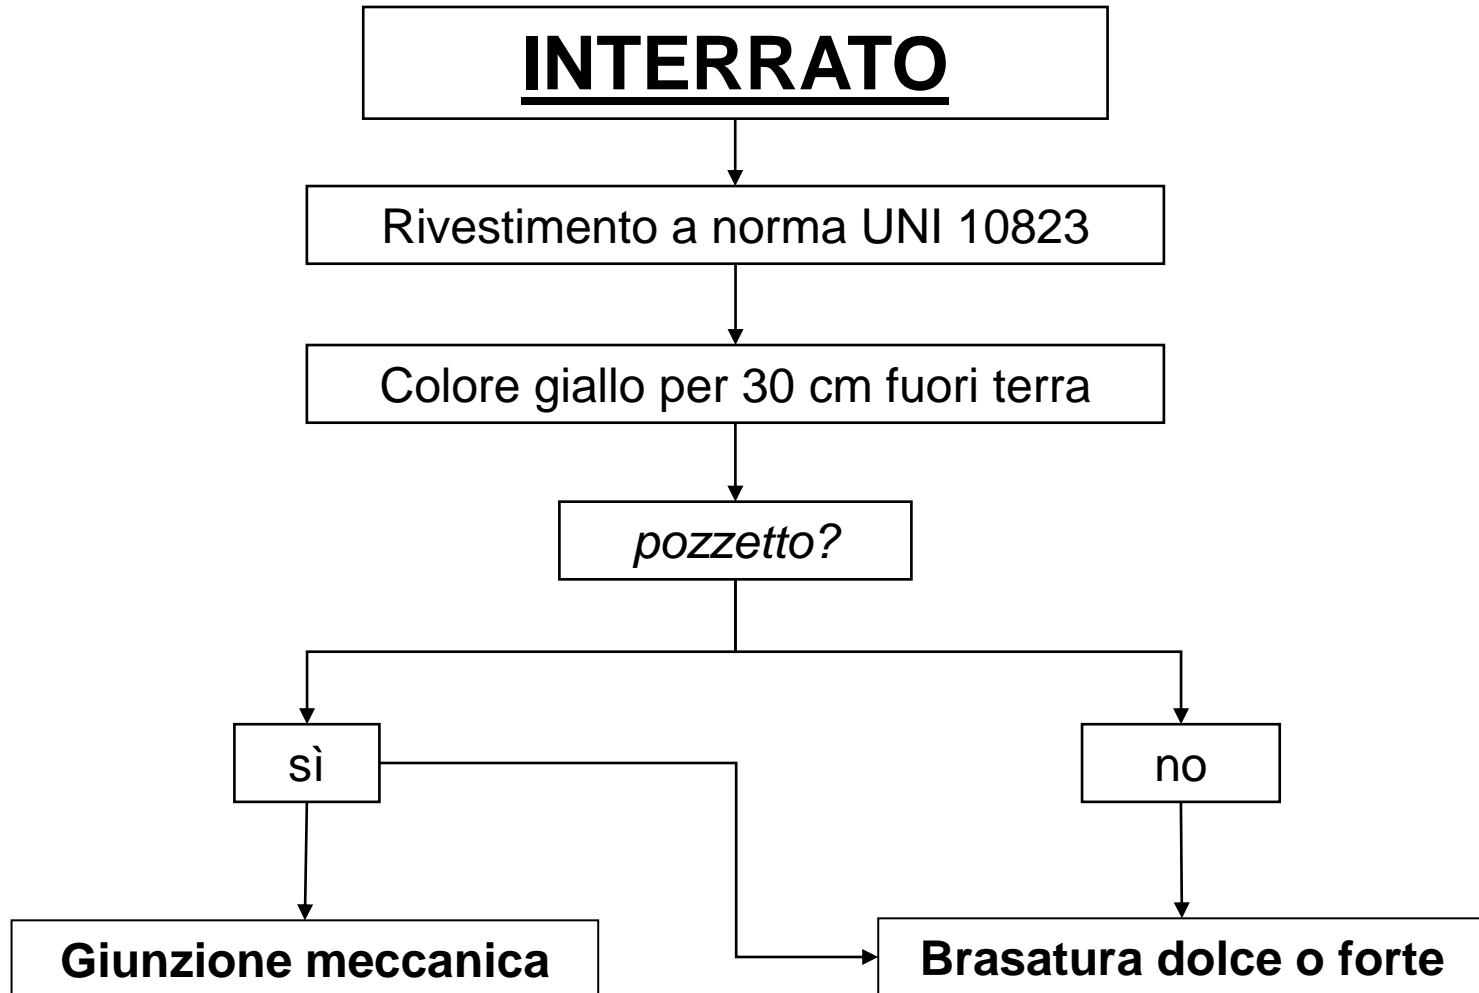 INTERRATO
Rivestimento a norma UNI 10823
Colore giallo per 30 cm fuori terra
pozzetto?
sì
no
Giunzione meccanica
Brasatura dolce o forte